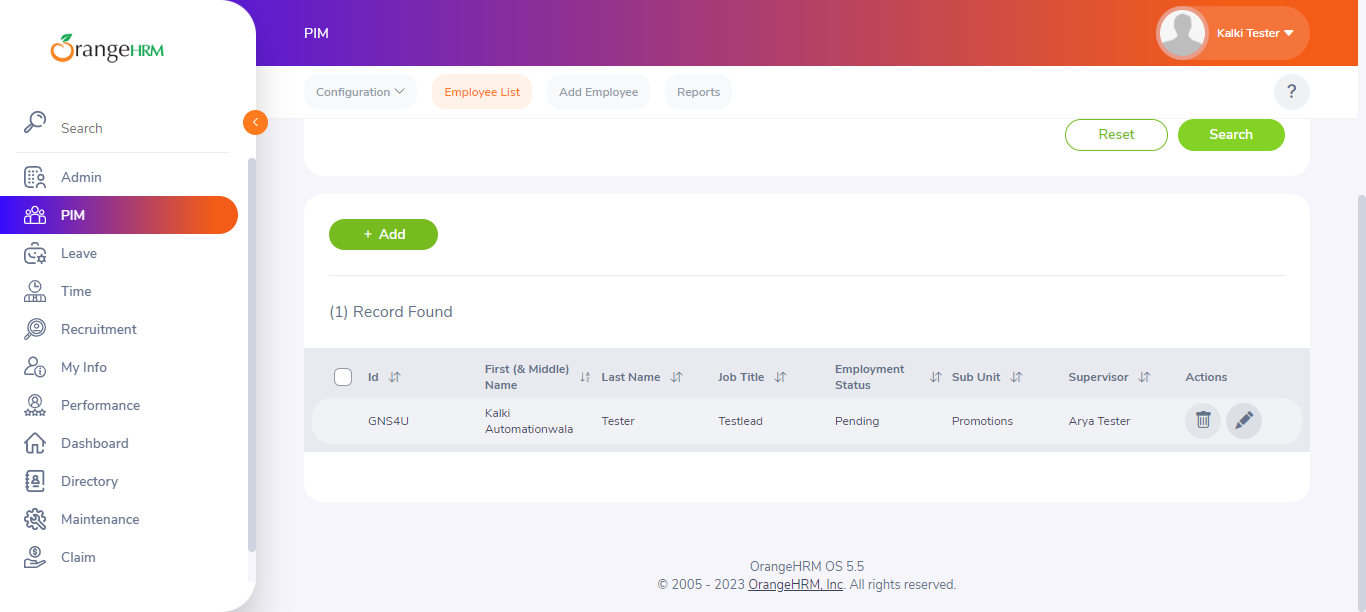 OrangeHRM
PIM
Kalki Tester
Search
Configuration
Employee List
Add Employee
Reports
?
Reset
Search
Admin
PIM
Leave
Time
Recruitment
My Info
Performance
Dashboard
Directory
Maintenance
Claim
+ Add
(1) Record Found
Id
First (& Middle)
Name
Last Name
Job Title
Employment
Status
Sub Unit
Supervisor
Actions
GNS4U
Kalki
Automationwala
Tester
Testlead
Pending
Promotions
Arya Tester
OrangeHRM OS 5.5
© 2005 - 2023 OrangeHRM, Inc. All rights reserved.